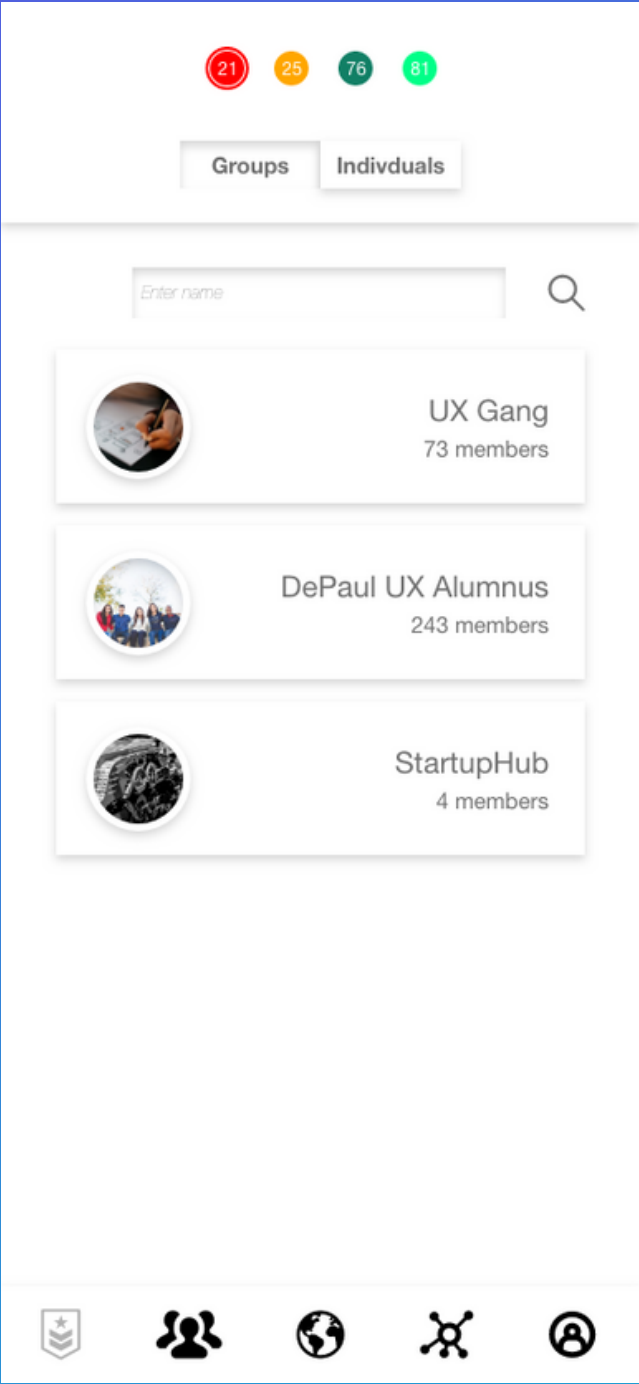 21 25 76 81
Groups Indivduals
Enter name
UX Gang
73 members
DePaul UX Alumnus
243 members
StartupHub
4 members